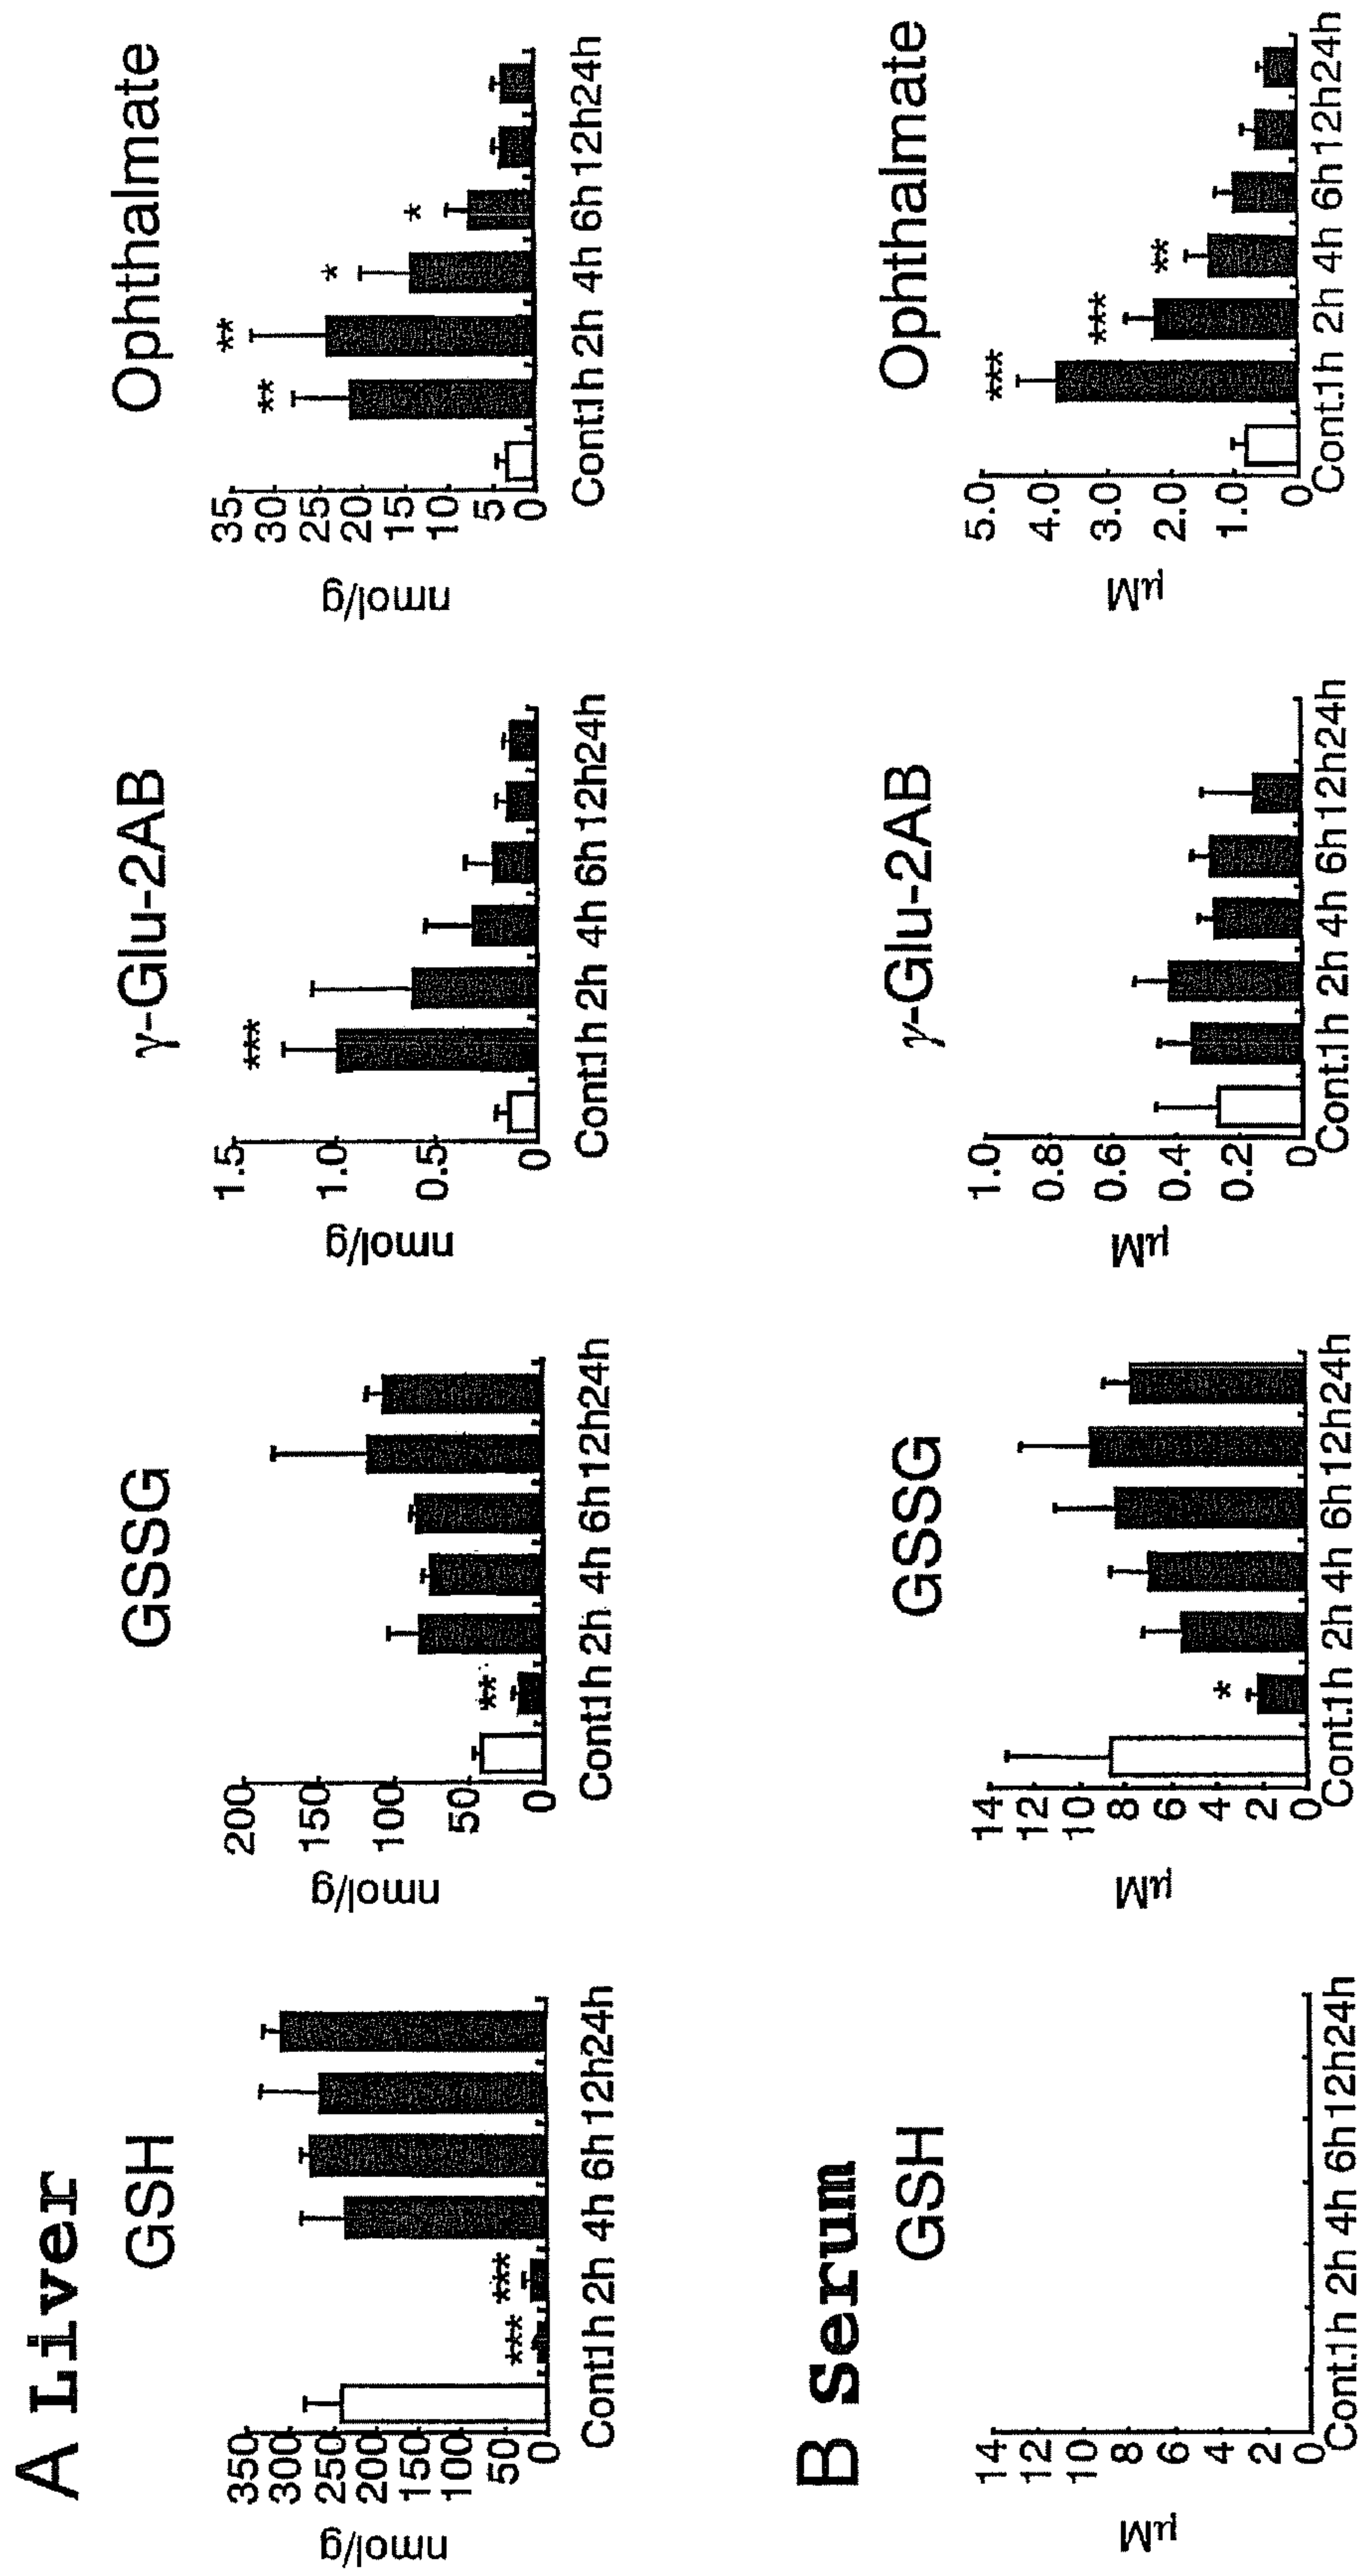 A Liver
GSH
nmol/g
350
300
250
200
150
100
50
0
Cont.1h 2h 4h 6h 12h24h
***
***
GSSG
nmol/g
200
150
100
50
0
Cont.1h 2h 4h 6h 12h24h
**
γ-Glu-2AB
nmol/g
1.5
1.0
0.5
0
Cont.1h 2h 4h 6h 12h24h
***
Ophthalmate
nmol/g
35
30
25
20
15
10
5
0
Cont.1h 2h 4h 6h 12h24h
**
**
*
*
B Serum
GSH
μM
14
12
10
8
6
4
2
0
Cont.1h 2h 4h 6h 12h24h
GSSG
μM
14
12
10
8
6
4
2
0
Cont.1h 2h 4h 6h 12h24h
*
γ-Glu-2AB
μM
1.0
0.8
0.6
0.4
0.2
0
Cont.1h 2h 4h 6h 12h24h
Ophthalmate
μM
5.0
4.0
3.0
2.0
1.0
0
Cont.1h 2h 4h 6h 12h24h
***
***
**